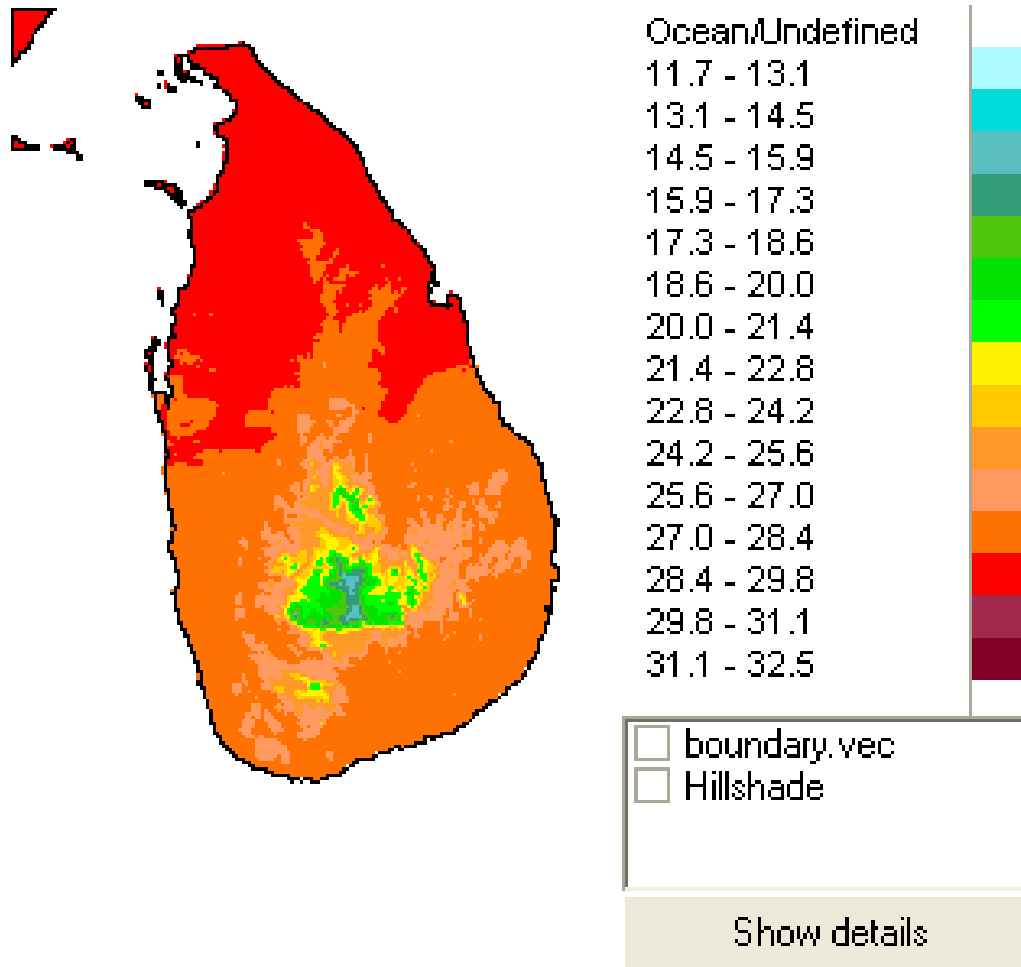 Ocean/Undefined
11.7 - 13.1
13.1 - 14.5
14.5 - 15.9
15.9 - 17.3
17.3 - 18.6
18.6 - 20.0
20.0 - 21.4
21.4 - 22.8
22.8 - 24.2
24.2 - 25.6
25.6 - 27.0
27.0 - 28.4
28.4 - 29.8
29.8 - 31.1
31.1 - 32.5
boundary.vec
Hillshade
Show details